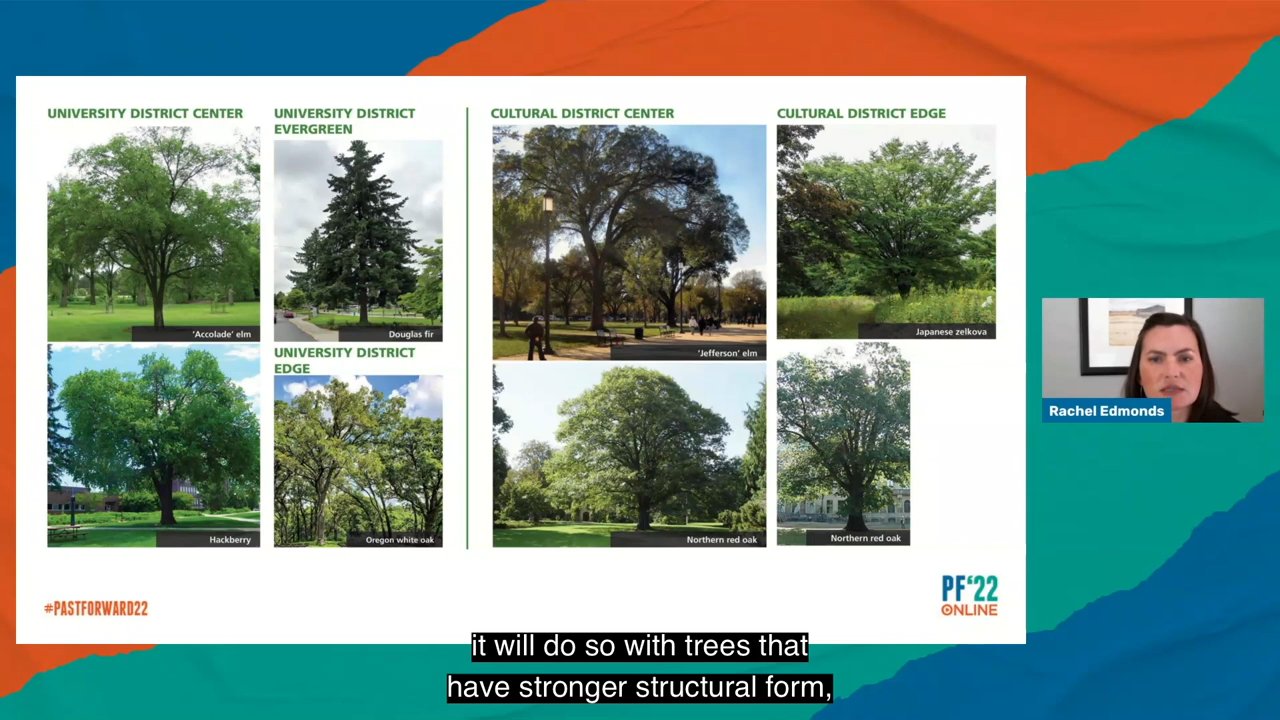 UNIVERSITY DISTRICT CENTER
'Accolade' elm
Hackberry
UNIVERSITY DISTRICT
EVERGREEN
Douglas fir
UNIVERSITY DISTRICT
EDGE
Oregon white oak
CULTURAL DISTRICT CENTER
'Jefferson' elm
Northern red oak
CULTURAL DISTRICT EDGE
Japanese zelkova
Northern red oak
Rachel Edmonds
#PASTFORWARD22
PF'22
ONLINE
it will do so with trees that
have stronger structural form,